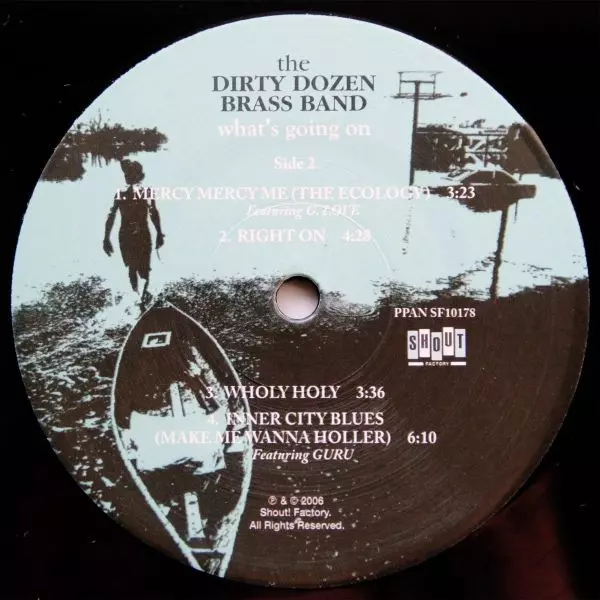 the
DIRTY DOZEN
BRASS BAND
what's going on
Side 2
1. MERCY MERCY ME (THE ECOLOGY) 3:23
Featuring G. LOVE
2. RIGHT ON 4:28
PPAN SF10178
SHOUT
FACTORY
3. WHOLY HOLY 3:36
4. INNER CITY BLUES
(MAKE ME WANNA HOLLER) 6:10
Featuring GURU
℗ & © 2006
Shout! Factory.
All Rights Reserved.